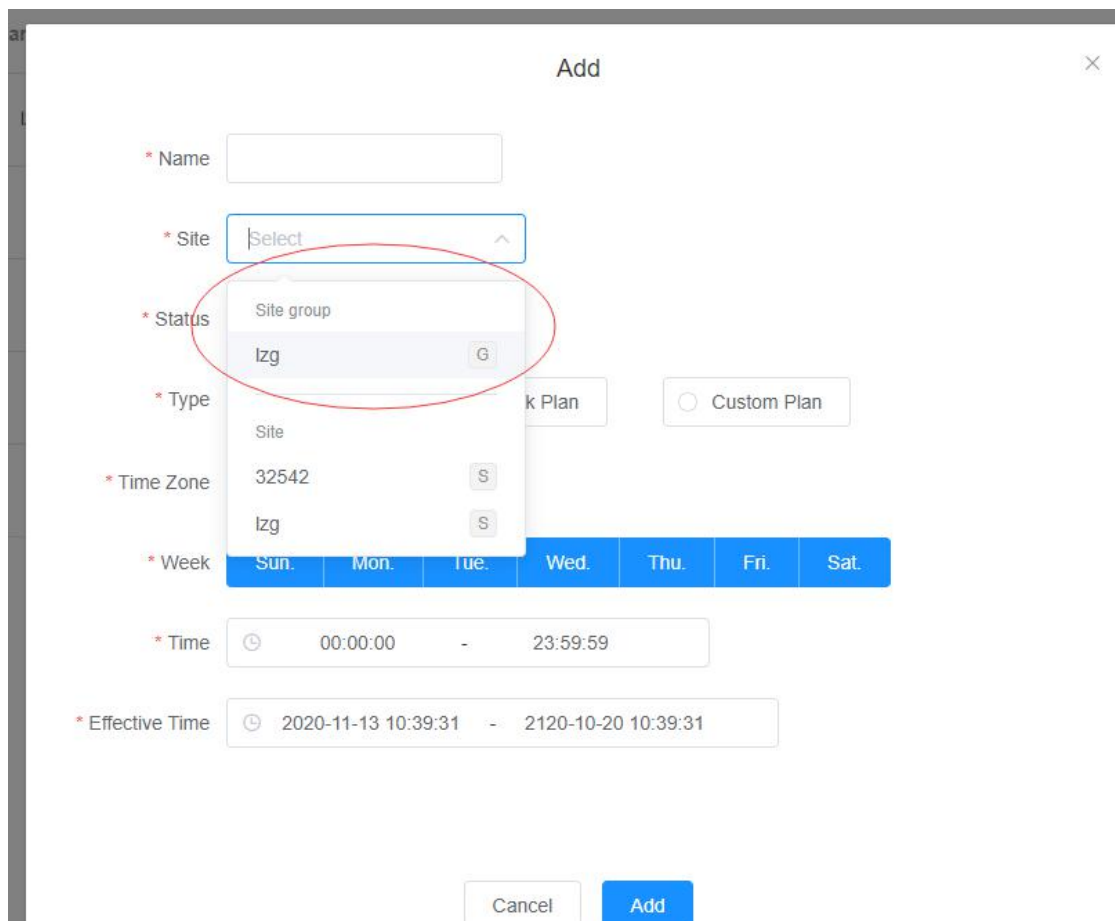 Add
* Name
* Site Select
* Status
Site group
lzg G
* Type k Plan Custom Plan
Site
32542 S
* Time Zone
lzg S
* Week Sun. Mon. Tue. Wed. Thu. Fri. Sat.
* Time 00:00:00 - 23:59:59
* Effective Time 2020-11-13 10:39:31 - 2120-10-20 10:39:31
Cancel Add